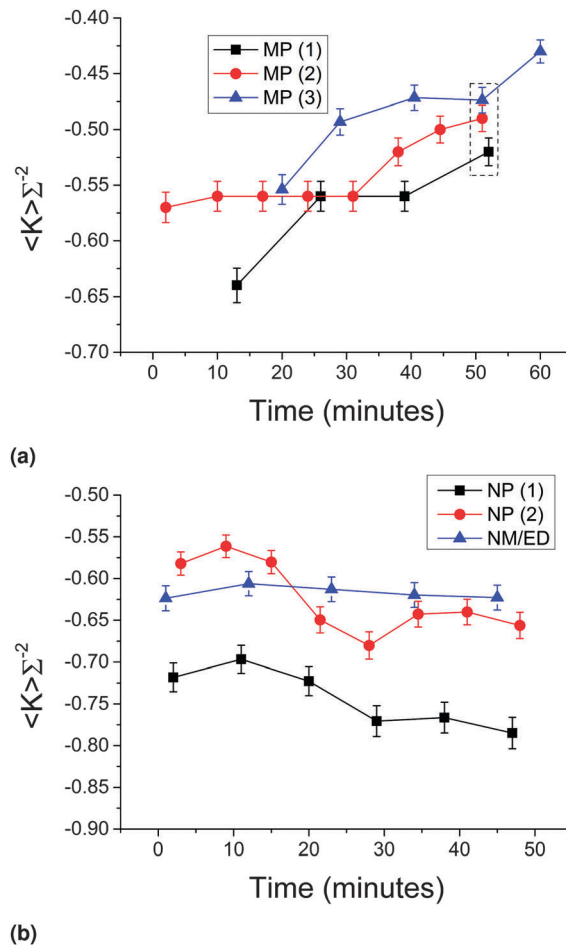 -0.40
-0.45
-0.50
-0.55
-0.60
-0.65
-0.70
<K>Σ⁻²
MP (1)
MP (2)
MP (3)
0 10 20 30 40 50 60
Time (minutes)
(a)
-0.50
-0.55
-0.60
-0.65
-0.70
-0.75
-0.80
-0.85
-0.90
<K>Σ⁻²
NP (1)
NP (2)
NM/ED
0 10 20 30 40 50
Time (minutes)
(b)